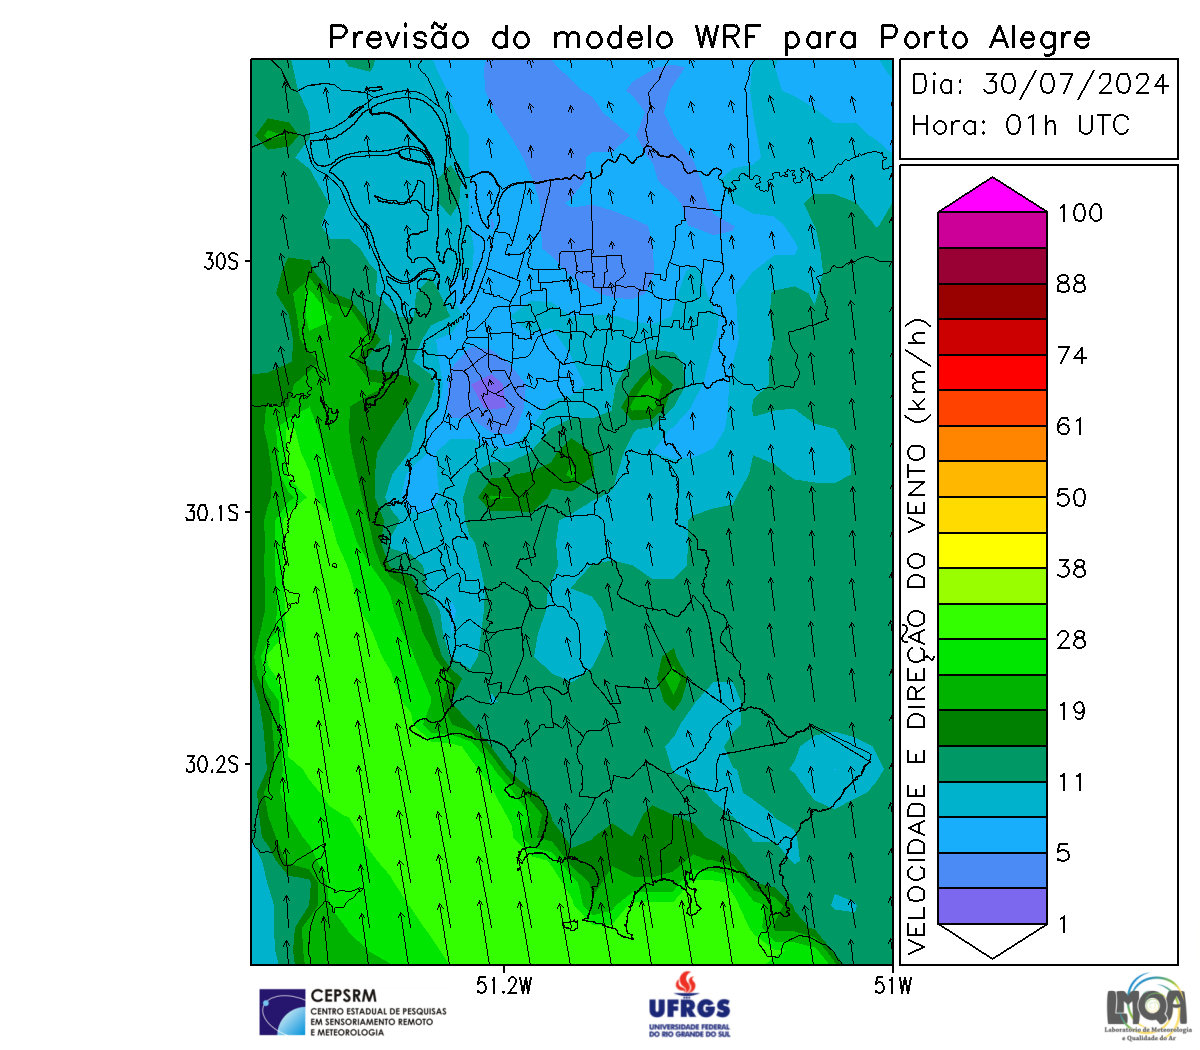 Previsão do modelo WRF para Porto Alegre
Dia: 30/07/2024
Hora: 01h UTC
30S
30.1S
30.2S
51.2W
51W
VELOCIDADE E DIREÇÃO DO VENTO (km/h)
100
88
74
61
50
38
28
19
11
5
1
CEPSRM
CENTRO ESTADUAL DE PESQUISAS
EM SENSORIAMENTO REMOTO
E METEOROLOGIA
UFRGS
UNIVERSIDADE FEDERAL
DO RIO GRANDE DO SUL
LMQA
Laboratório de Meteorologia
e Qualidade do Ar